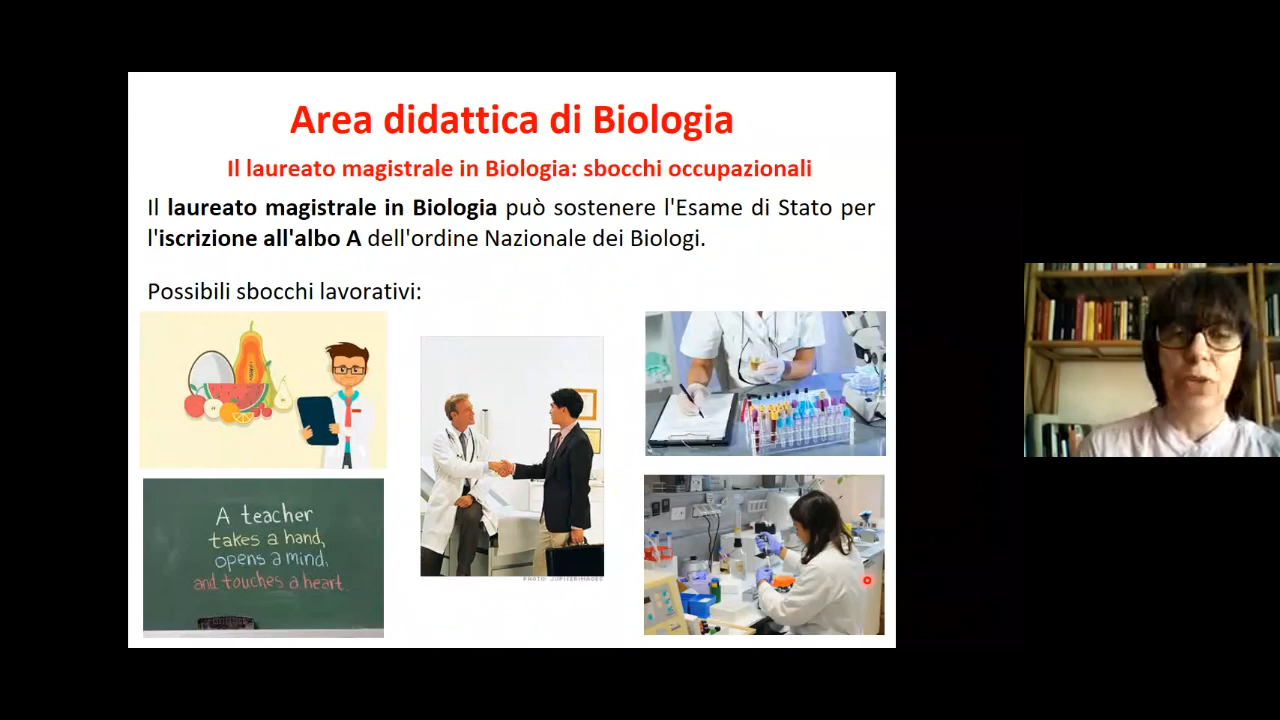 Area didattica di Biologia
Il laureato magistrale in Biologia: sbocchi occupazionali
Il laureato magistrale in Biologia può sostenere l'Esame di Stato per
l'iscrizione all'albo A dell'ordine Nazionale dei Biologi.
Possibili sbocchi lavorativi:
A teacher
takes a hand,
opens a mind,
and touches a heart.
PHOTO: JUPITERIMAGES